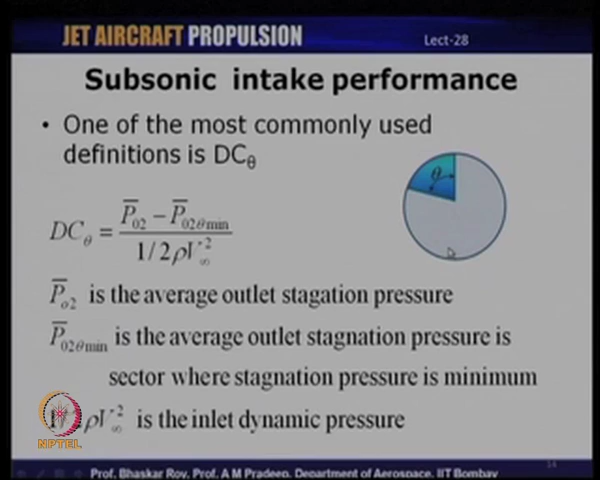 JET AIRCRAFT PROPULSION Lect-28
Subsonic intake performance
• One of the most commonly used
definitions is DCθ
θ
DC_θ = (P̅₀₂ − P̅₀₂θmin) / (1/2ρV∞²)
P̅o2 is the average outlet stagation pressure
P̅₀₂θmin is the average outlet stagnation pressure is
sector where stagnation pressure is minimum
ρV∞² is the inlet dynamic pressure
NPTEL
14
Prof. Bhaskar Roy, Prof. A M Pradeep, Department of Aerospace, IIT Bombay